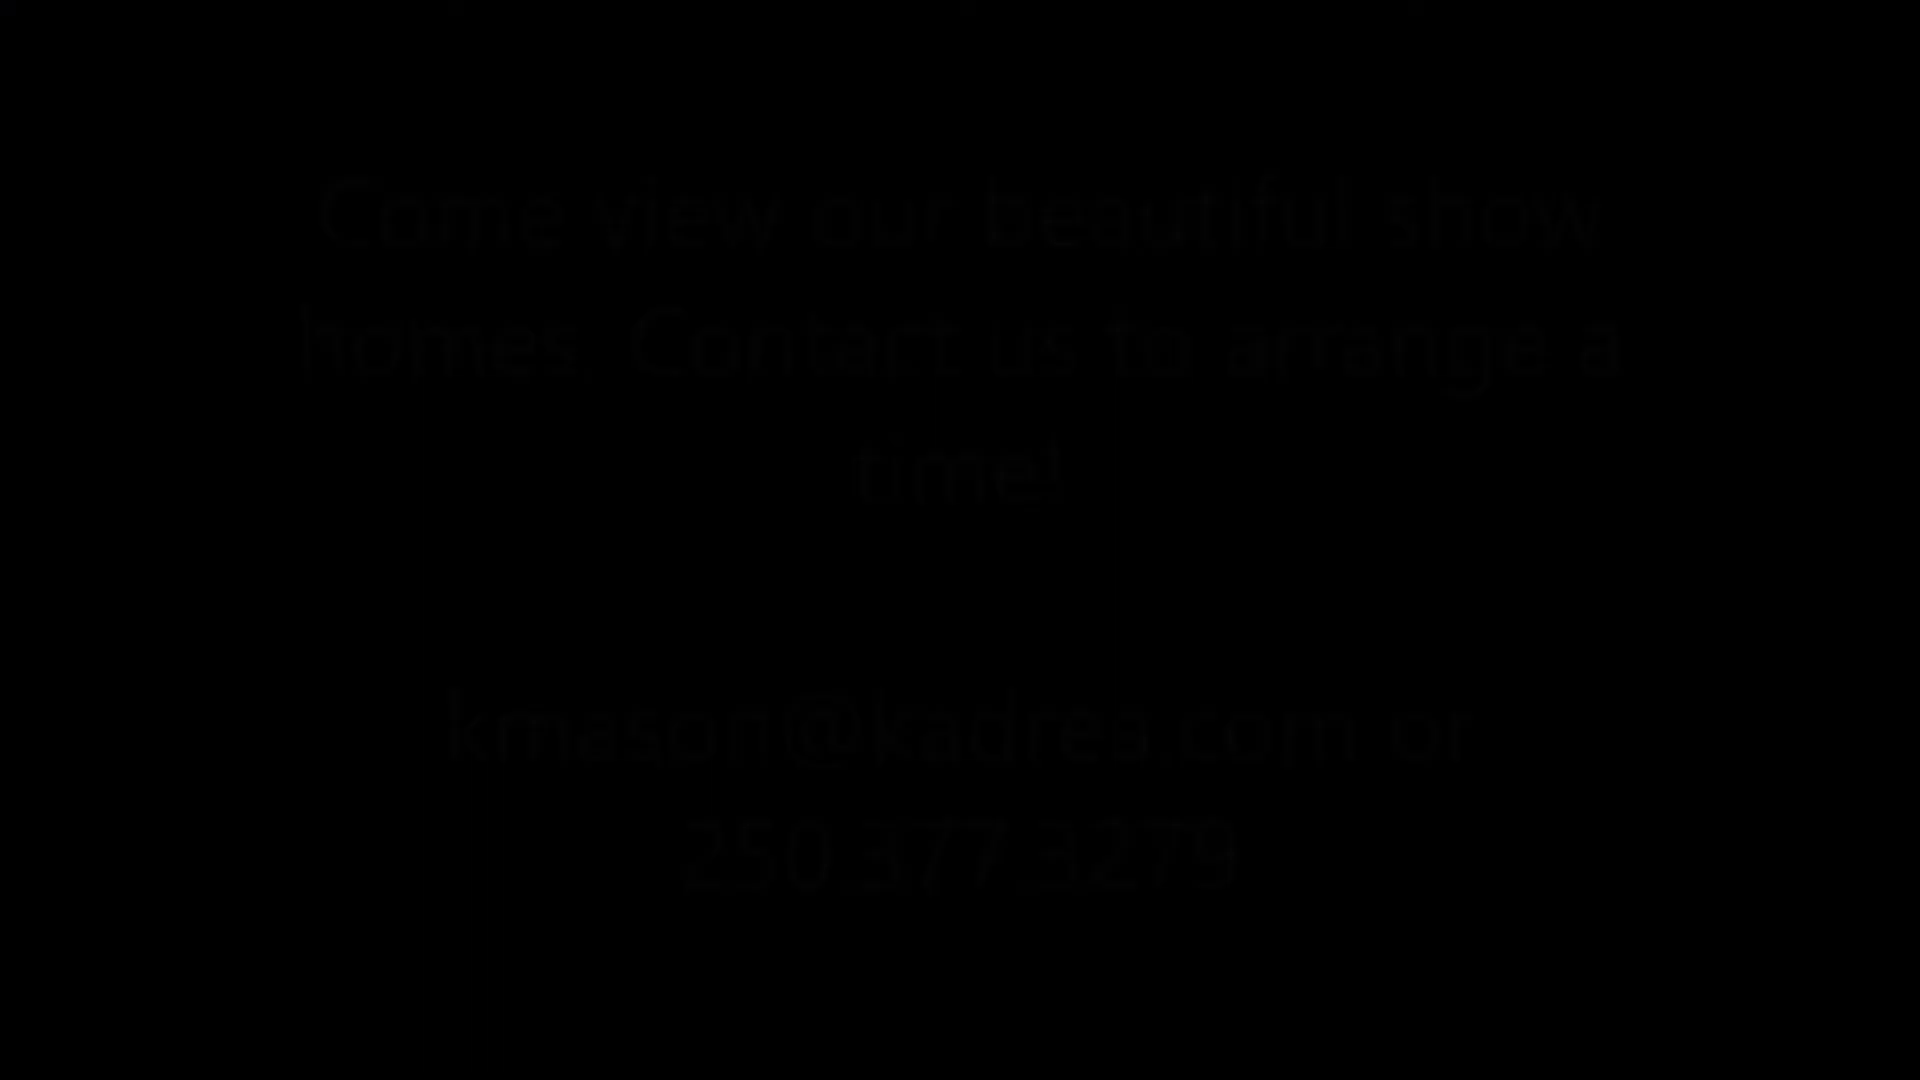 Come view our beautiful show
homes. Contact us to arrange a
time!
kmason@kadrea.com or
250.377.3279